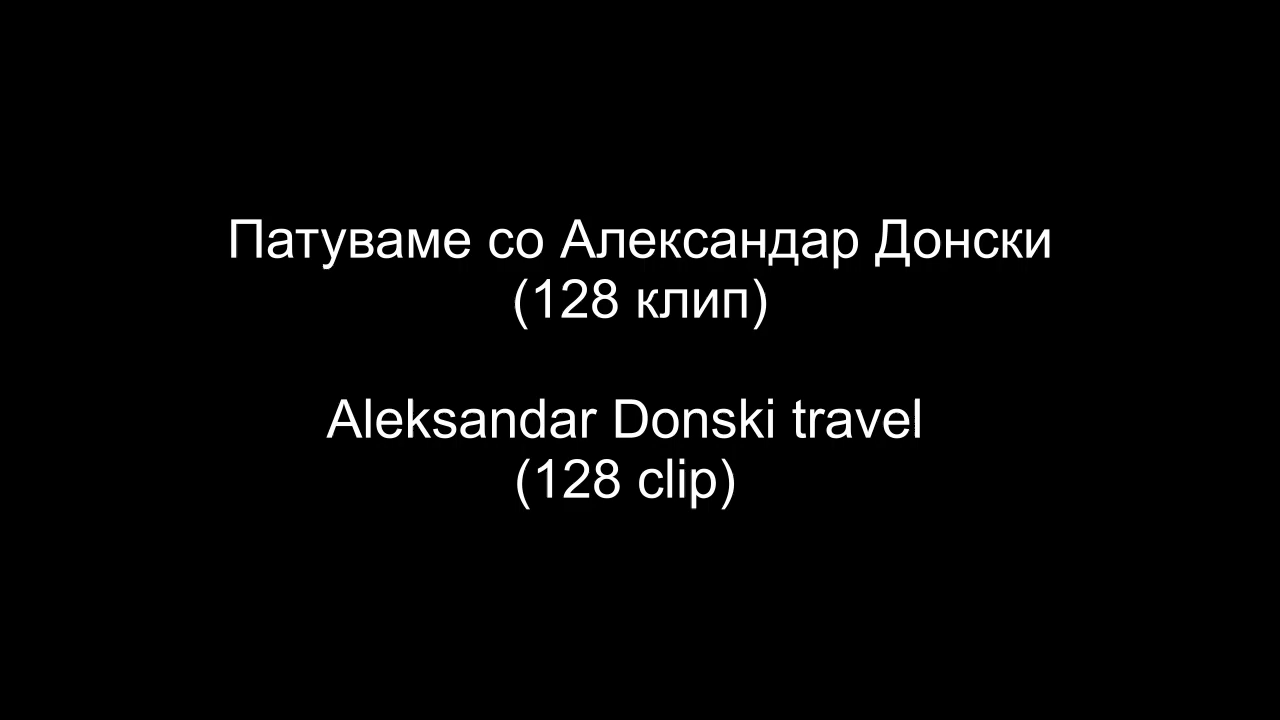 Патуваме со Александар Донски
(128 клип)
Aleksandar Donski travel
(128 clip)